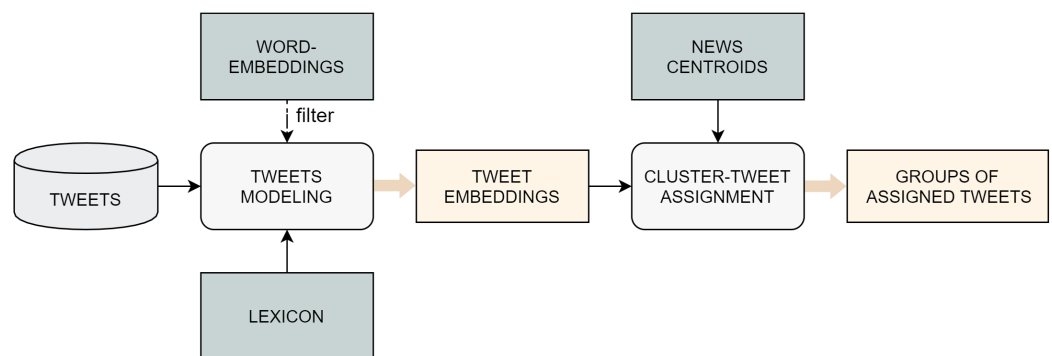 WORD-
EMBEDDINGS
NEWS
CENTROIDS
filter
TWEETS
TWEETS
MODELING
TWEET
EMBEDDINGS
CLUSTER-TWEET
ASSIGNMENT
GROUPS OF
ASSIGNED TWEETS
LEXICON